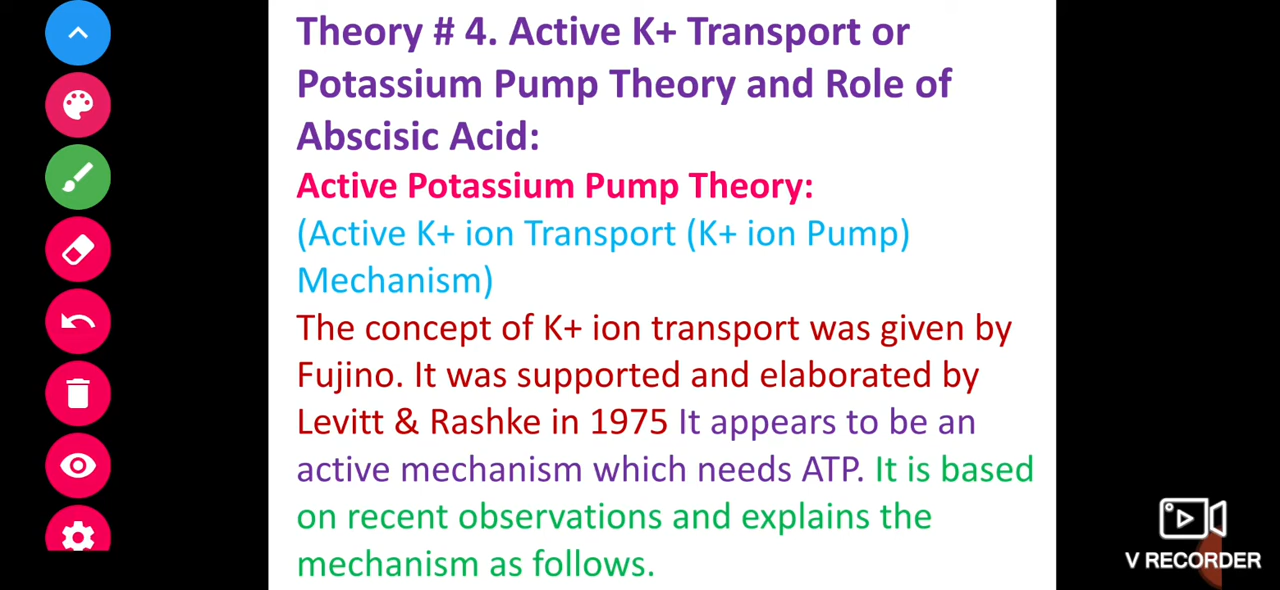 Theory # 4. Active K+ Transport or
Potassium Pump Theory and Role of
Abscisic Acid:
Active Potassium Pump Theory:
(Active K+ ion Transport (K+ ion Pump)
Mechanism)
The concept of K+ ion transport was given by
Fujino. It was supported and elaborated by
Levitt & Rashke in 1975 It appears to be an
active mechanism which needs ATP. It is based
on recent observations and explains the
mechanism as follows.
V RECORDER